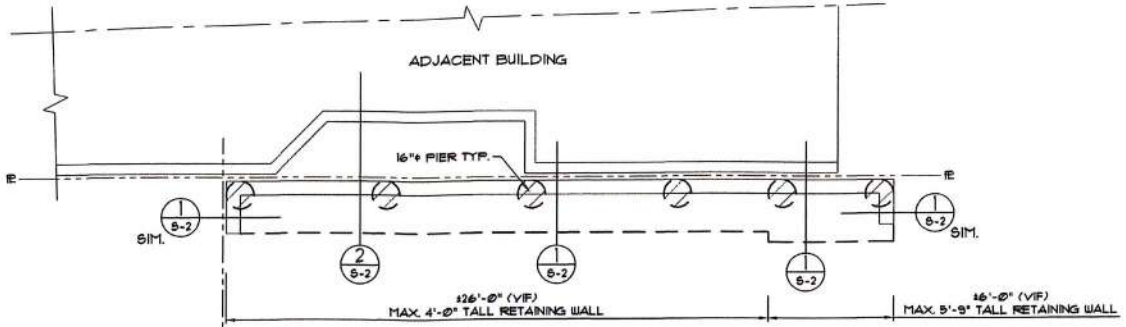 ADJACENT BUILDING
16"φ PIER TYP.
PL
PL
1
S-2
SIM.
1
S-2
SIM.
2
S-2
1
S-2
1
S-2
±26'-0" (VIF)
MAX. 4'-0" TALL RETAINING WALL
±6'-0" (VIF)
MAX. 5'-9" TALL RETAINING WALL